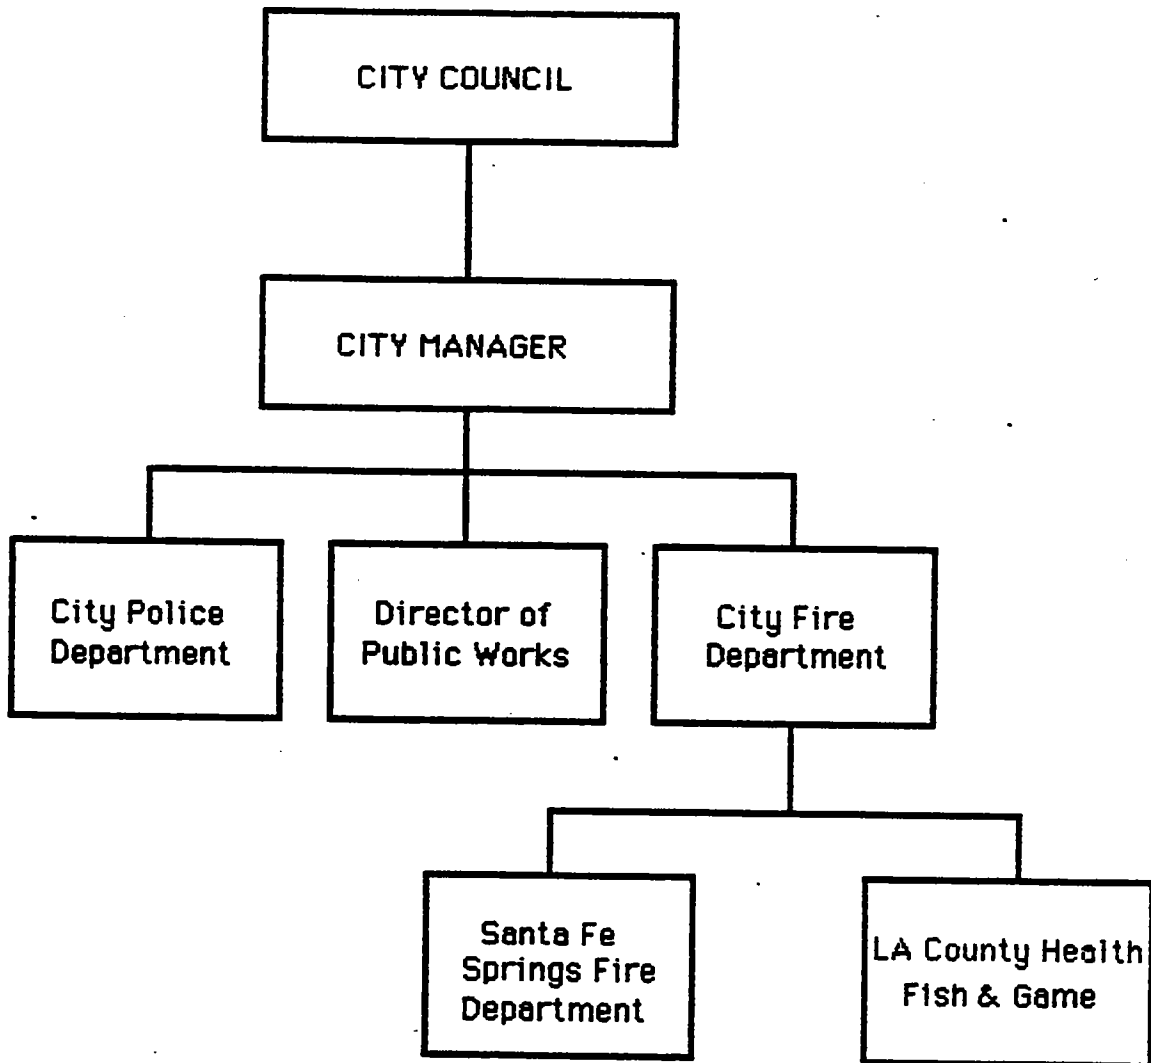 CITY COUNCIL
CITY MANAGER
City Police
Department
Director of
Public Works
City Fire
Department
Santa Fe
Springs Fire
Department
LA County Health
Fish & Game